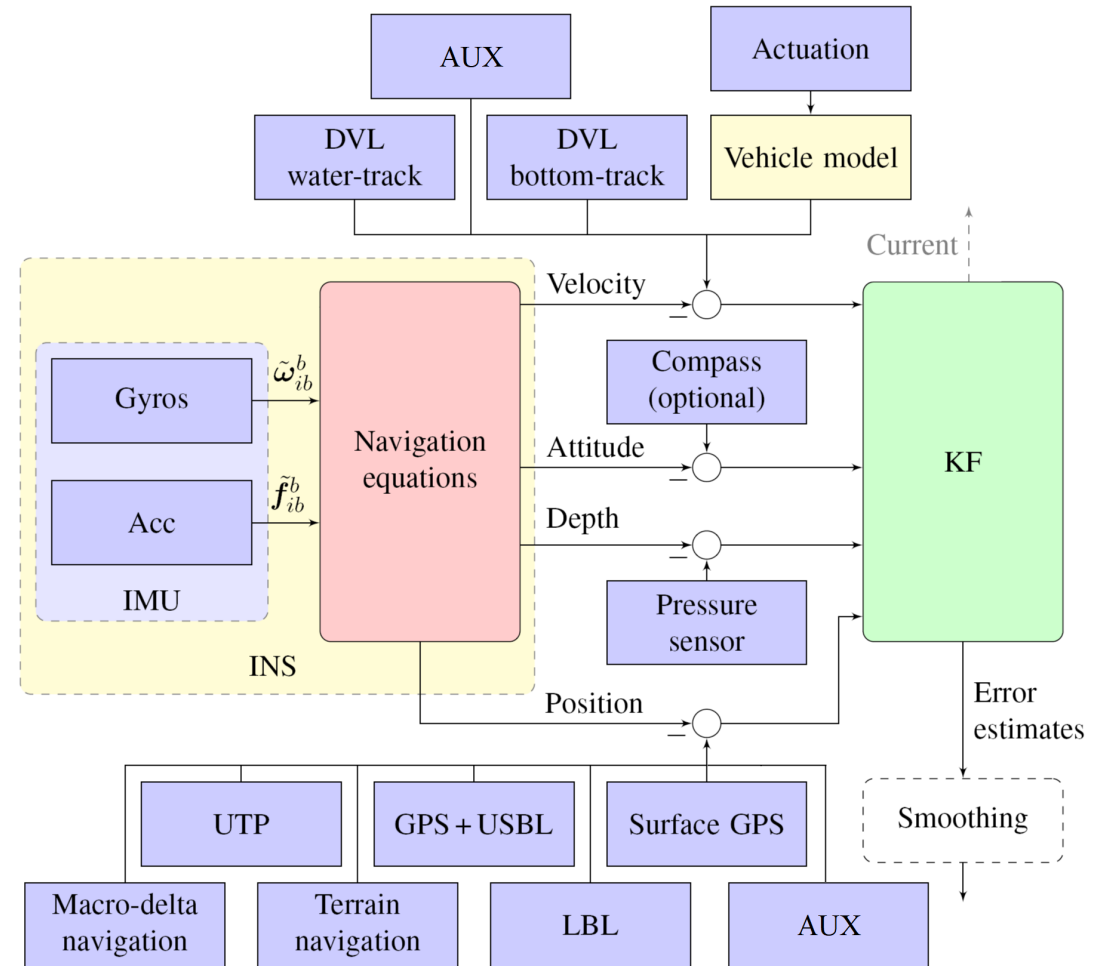 AUX
Actuation
DVL
water-track
DVL
bottom-track
Vehicle model
Current
Velocity
Compass
(optional)
Gyros
ω̃ᵇᵢb
Navigation
equations
Attitude
KF
Acc
f̃ᵇᵢb
Depth
IMU
Pressure
sensor
INS
Position
Error
estimates
UTP
GPS + USBL
Surface GPS
Smoothing
Macro-delta
navigation
Terrain
navigation
LBL
AUX